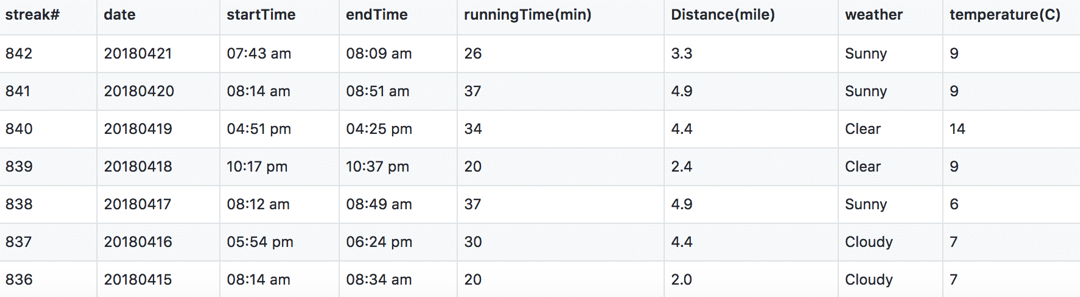 streak# date startTime endTime runningTime(min) Distance(mile) weather temperature(C)
842 20180421 07:43 am 08:09 am 26 3.3 Sunny 9
841 20180420 08:14 am 08:51 am 37 4.9 Sunny 9
840 20180419 04:51 pm 04:25 pm 34 4.4 Clear 14
839 20180418 10:17 pm 10:37 pm 20 2.4 Clear 9
838 20180417 08:12 am 08:49 am 37 4.9 Sunny 6
837 20180416 05:54 pm 06:24 pm 30 4.4 Cloudy 7
836 20180415 08:14 am 08:34 am 20 2.0 Cloudy 7